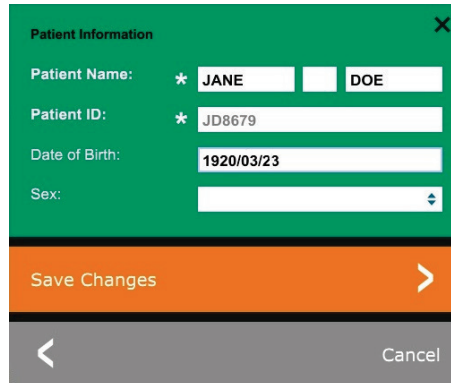 Patient Information
Patient Name: * JANE DOE
Patient ID: * JD8679
Date of Birth: 1920/03/23
Sex:
Save Changes
Cancel